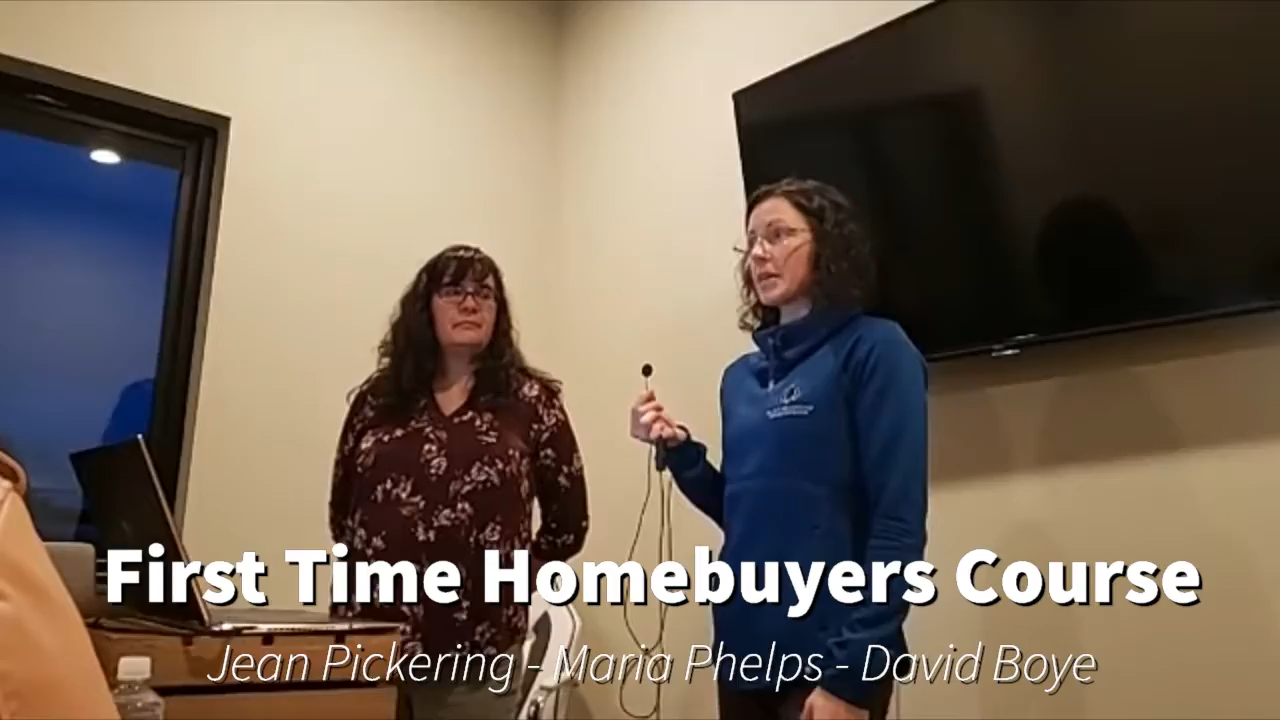 First Time Homebuyers Course
Jean Pickering - Maria Phelps - David Boye